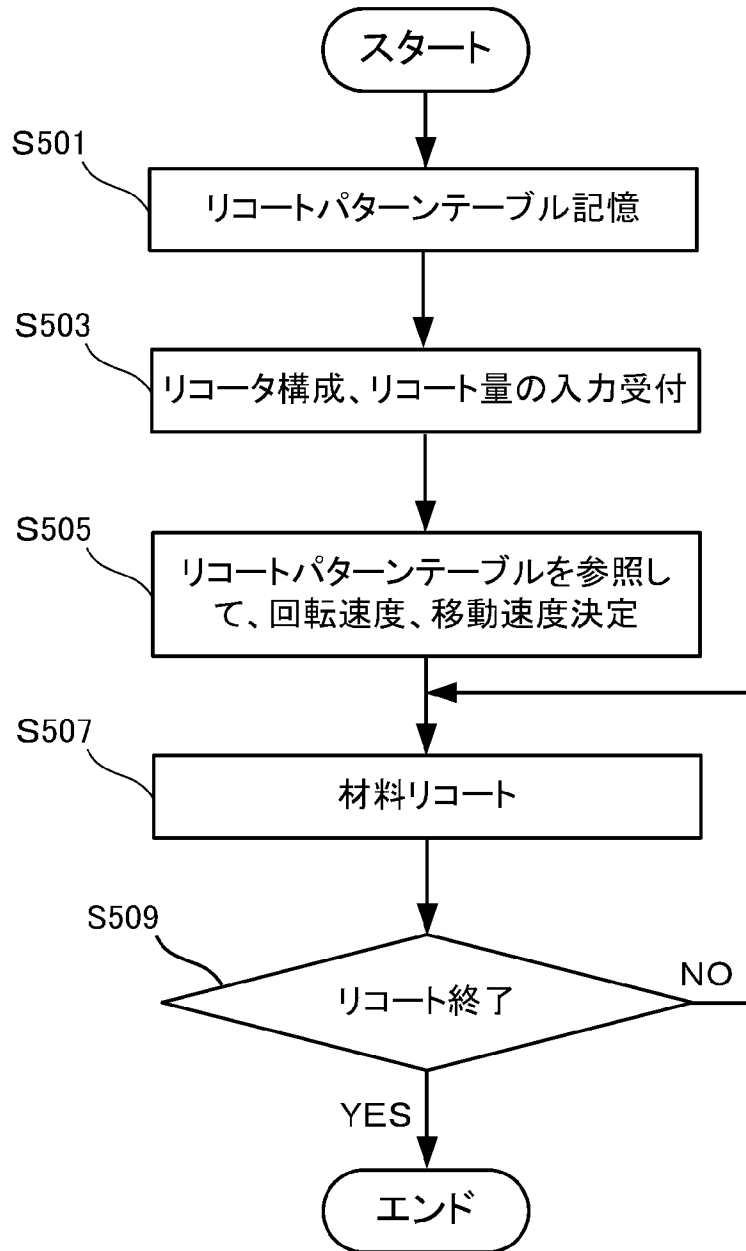 スタート
S501
リコートパターンテーブル記憶
S503
リコータ構成、リコート量の入力受付
S505
リコートパターンテーブルを参照し
て、回転速度、移動速度決定
S507
材料リコート
S509
リコート終了
NO
YES
エンド